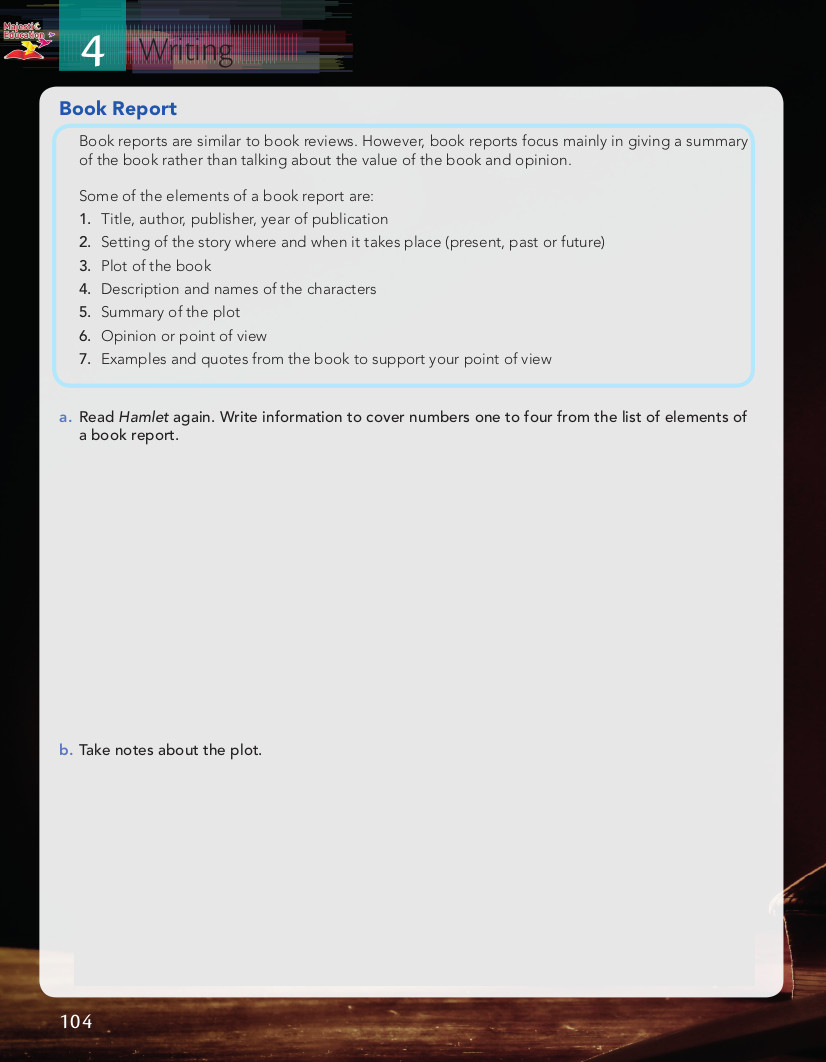 Majestic
Education
4 Writing
Book Report
Book reports are similar to book reviews. However, book reports focus mainly in giving a summary
of the book rather than talking about the value of the book and opinion.
Some of the elements of a book report are:
1. Title, author, publisher, year of publication
2. Setting of the story where and when it takes place (present, past or future)
3. Plot of the book
4. Description and names of the characters
5. Summary of the plot
6. Opinion or point of view
7. Examples and quotes from the book to support your point of view
a. Read Hamlet again. Write information to cover numbers one to four from the list of elements of
a book report.
b. Take notes about the plot.
104